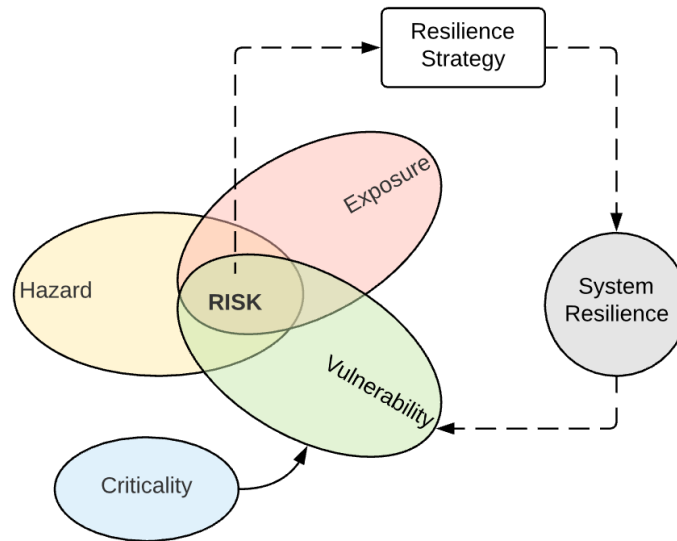 Resilience
Strategy
Exposure
Hazard
RISK
System
Resilience
Vulnerability
Criticality